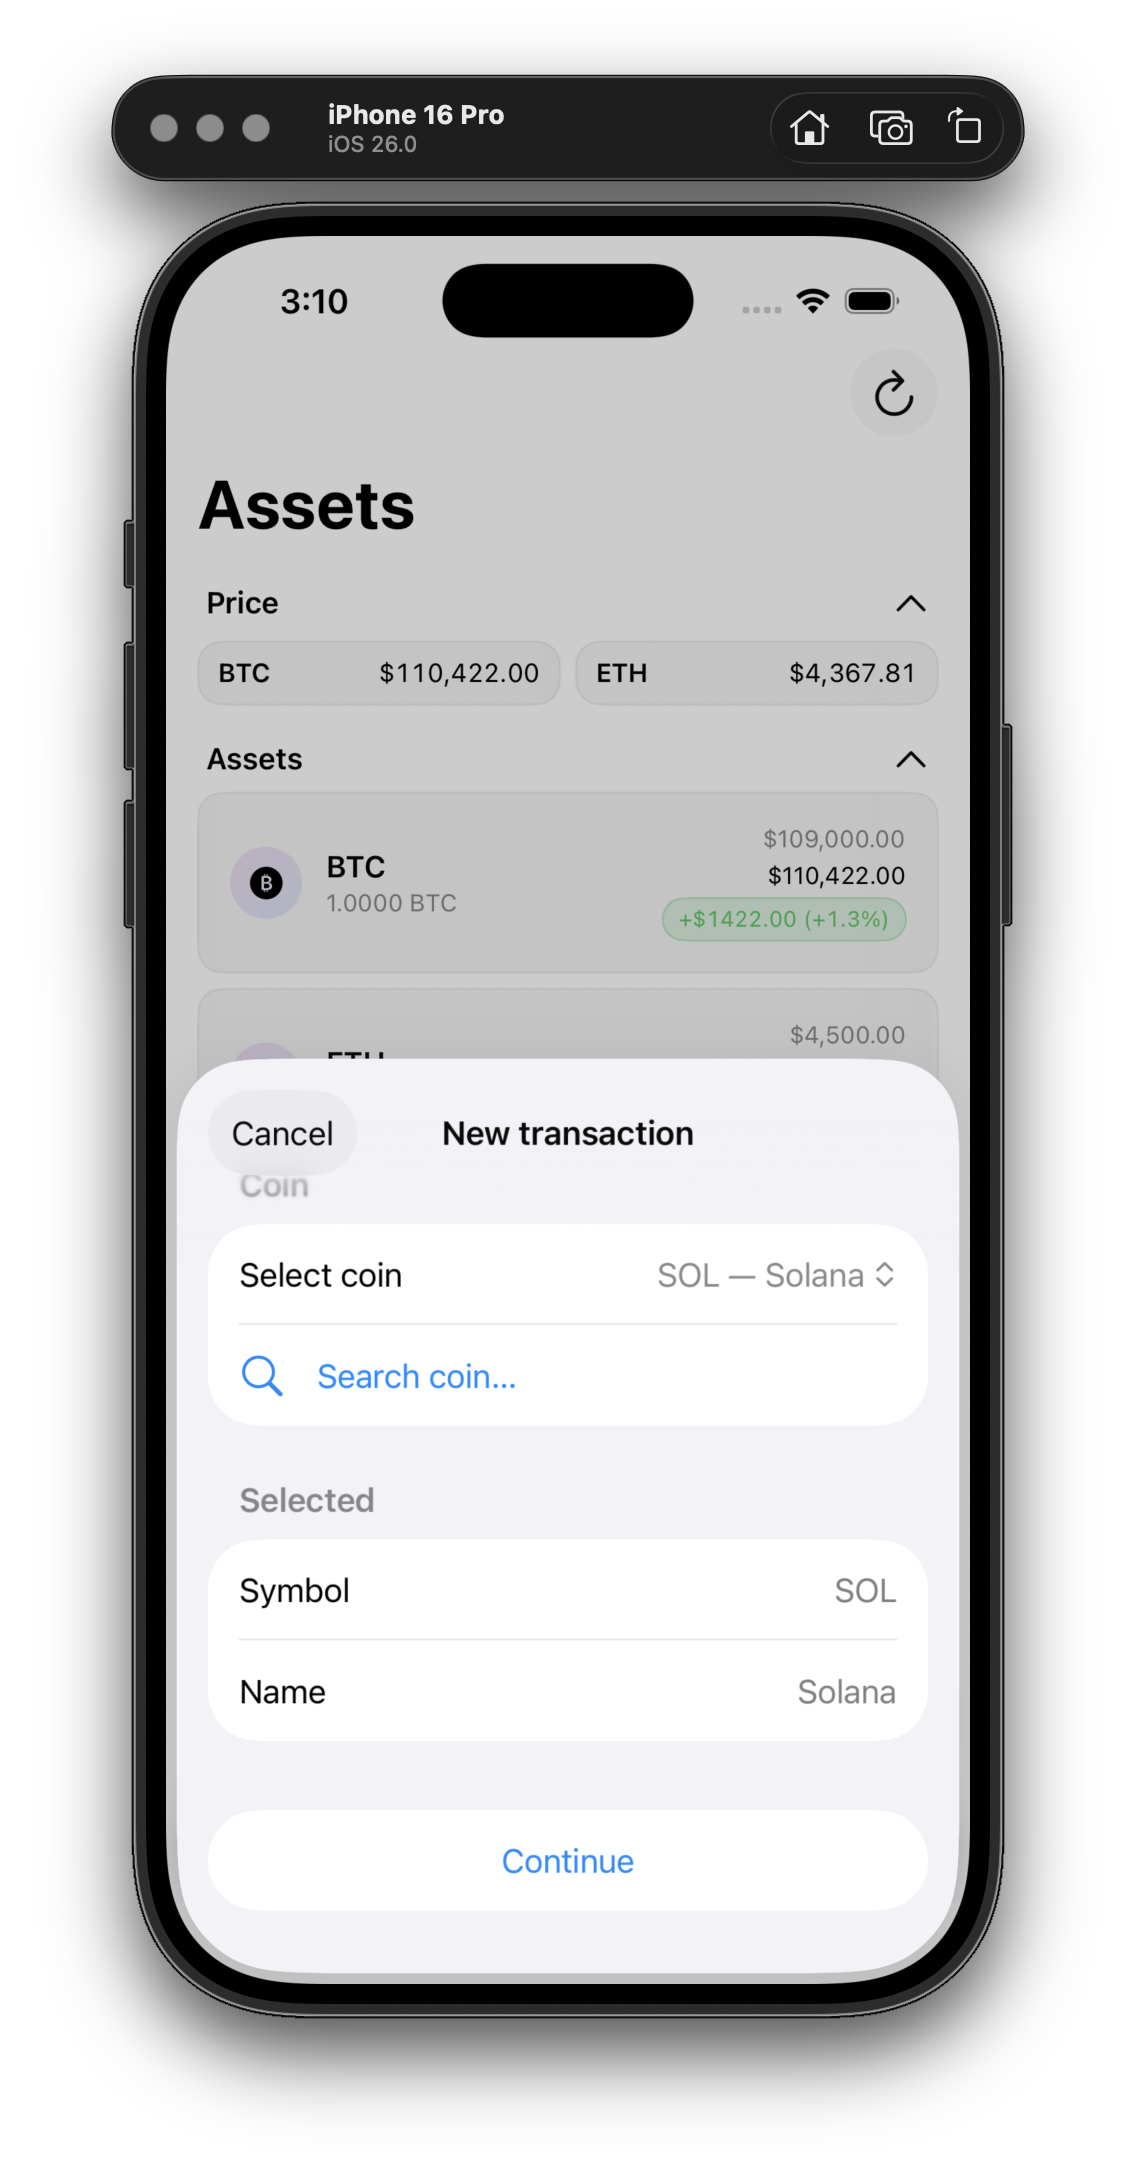 iPhone 16 Pro
iOS 26.0
3:10
Assets
Price
BTC $110,422.00 ETH $4,367.81
Assets
$109,000.00
BTC $110,422.00
1.0000 BTC
+$1422.00 (+1.3%)
$4,500.00
ETH
Cancel New transaction
Coin
Select coin SOL — Solana
Search coin...
Selected
Symbol SOL
Name Solana
Continue